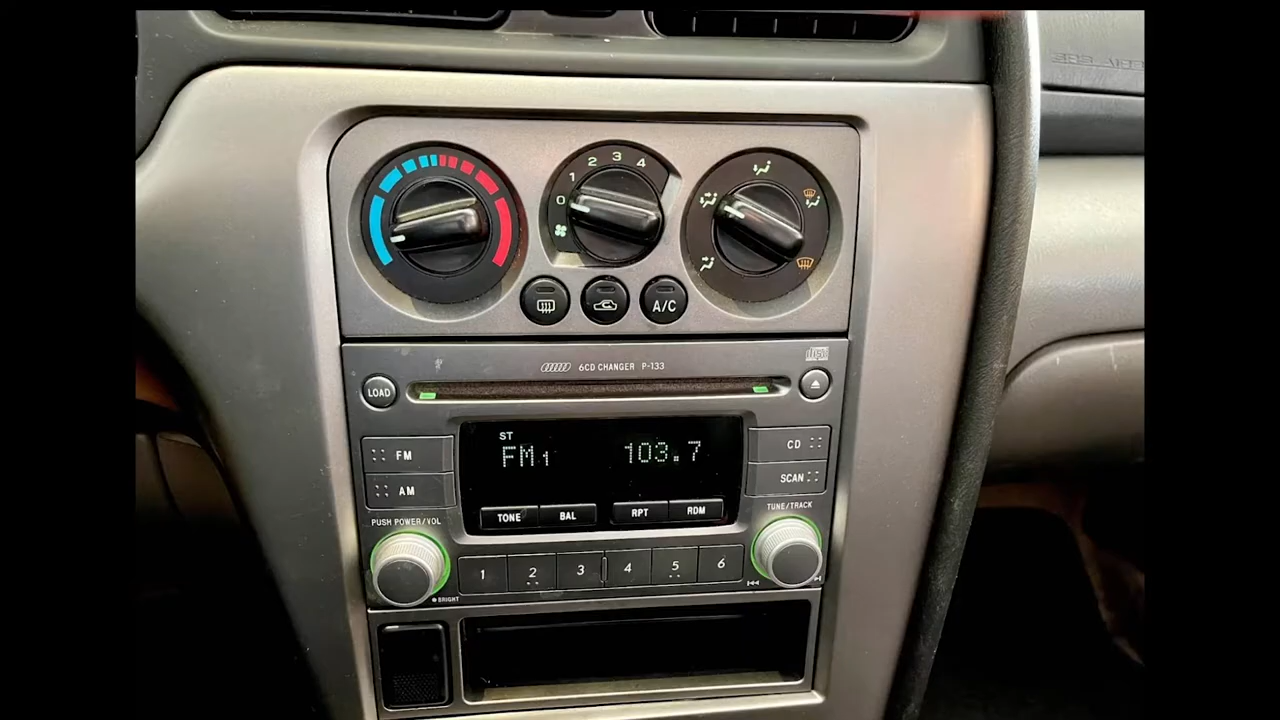 2 3 4
1
0
A/C
6CD CHANGER P-133
LOAD
ST
FM1 103.7
FM
CD
AM
SCAN
TONE BAL RPT RDM
PUSH POWER/VOL
TUNE/TRACK
1 2 3 4 5 6
BRIGHT